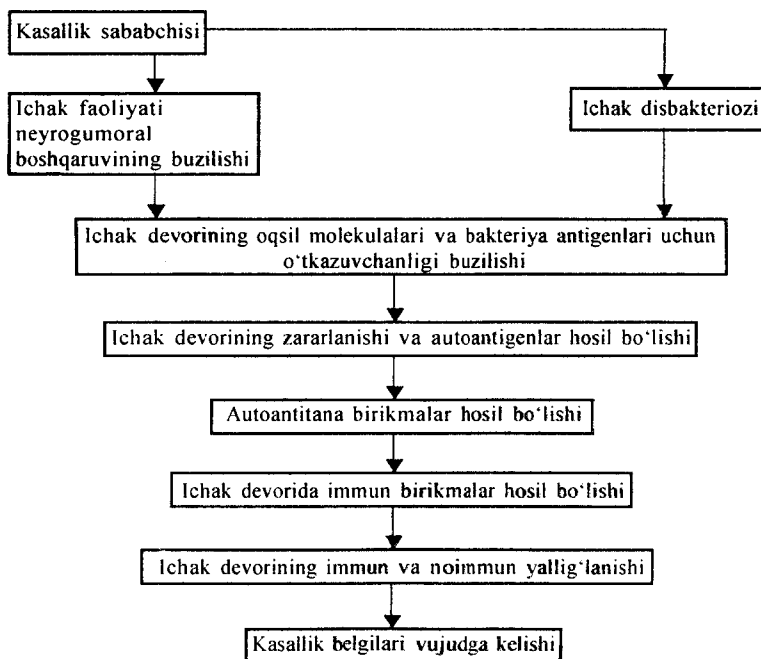 Kasallik sababchisi
Ichak faoliyati
neyrogumoral
boshqaruvining buzilishi
Ichak disbakteriozi
Ichak devorining oqsil molekulalari va bakteriya antigenlari uchun
o‘tkazuvchanligi buzilishi
Ichak devorining zararlanishi va autoantigenlar hosil bo‘lishi
Autoantitana birikmalar hosil bo‘lishi
Ichak devorida immun birikmalar hosil bo‘lishi
Ichak devorining immun va noimmun yallig‘lanishi
Kasallik belgilari vujudga kelishi